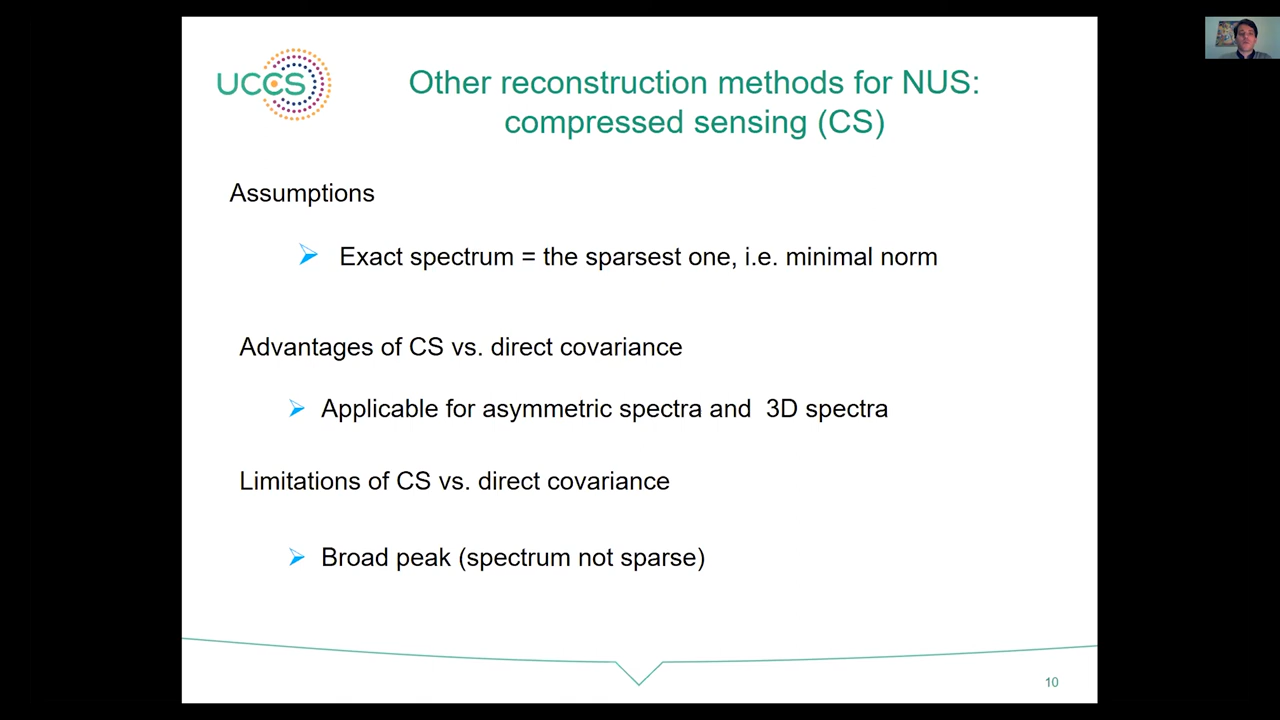 UCCS
Other reconstruction methods for NUS:
compressed sensing (CS)
Assumptions
Exact spectrum = the sparsest one, i.e. minimal norm
Advantages of CS vs. direct covariance
Applicable for asymmetric spectra and 3D spectra
Limitations of CS vs. direct covariance
Broad peak (spectrum not sparse)
10